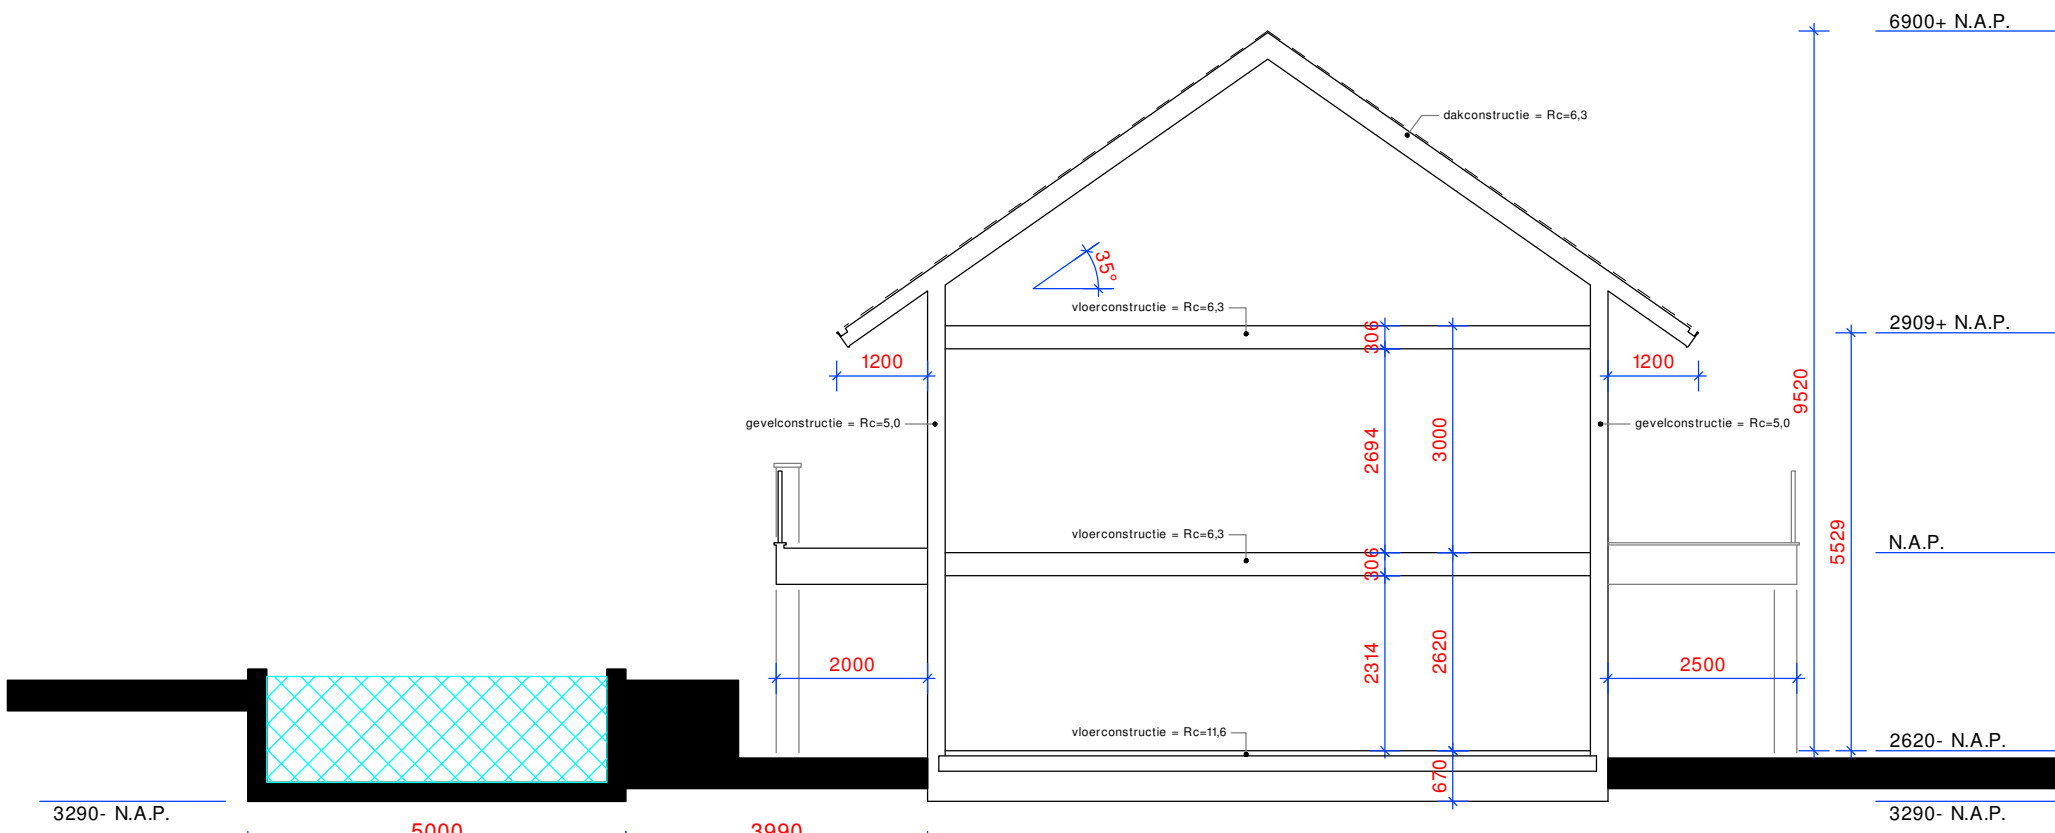 6900+ N.A.P.
dakconstructie = Rc=6,3
35°
vloerconstructie = Rc=6,3
306
2909+ N.A.P.
1200
1200
9520
gevelconstructie = Rc=5,0
gevelconstructie = Rc=5,0
2694
3000
vloerconstructie = Rc=6,3
306
5529
N.A.P.
2000
2314
2620
2500
vloerconstructie = Rc=11,6
2620- N.A.P.
670
3290- N.A.P.
3290- N.A.P.
5000
3990